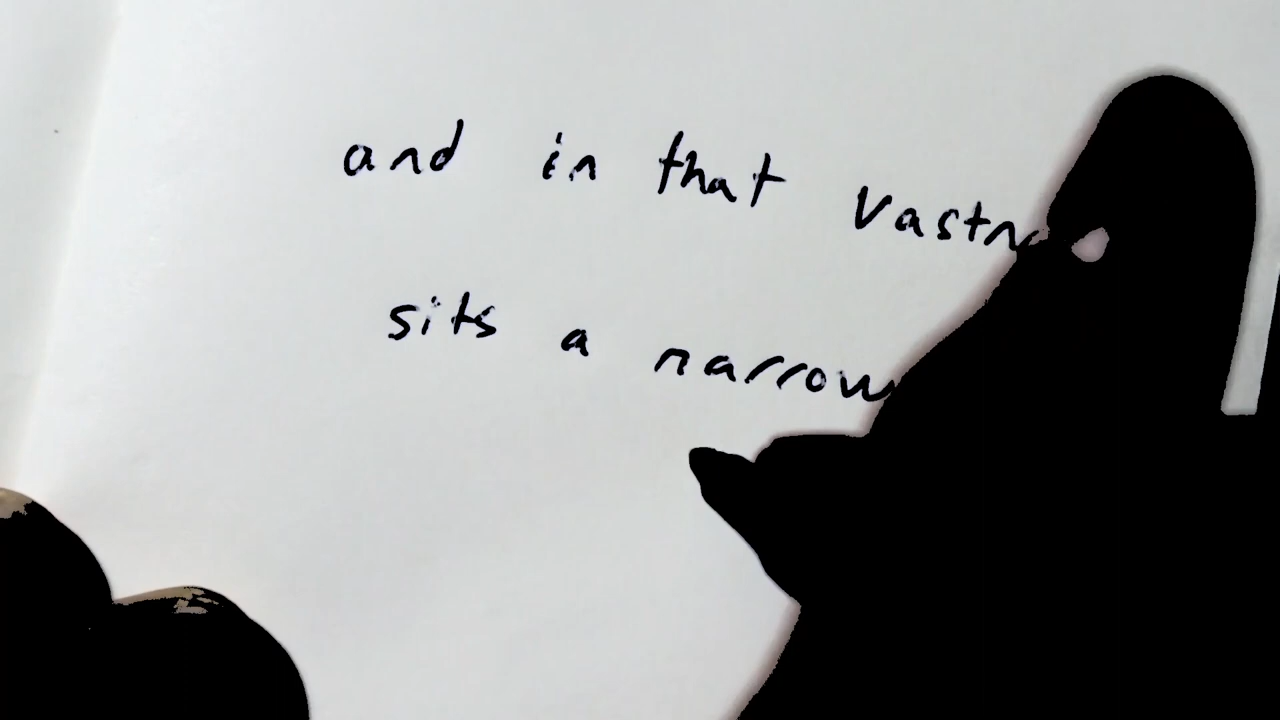 and in that
sits a narrow